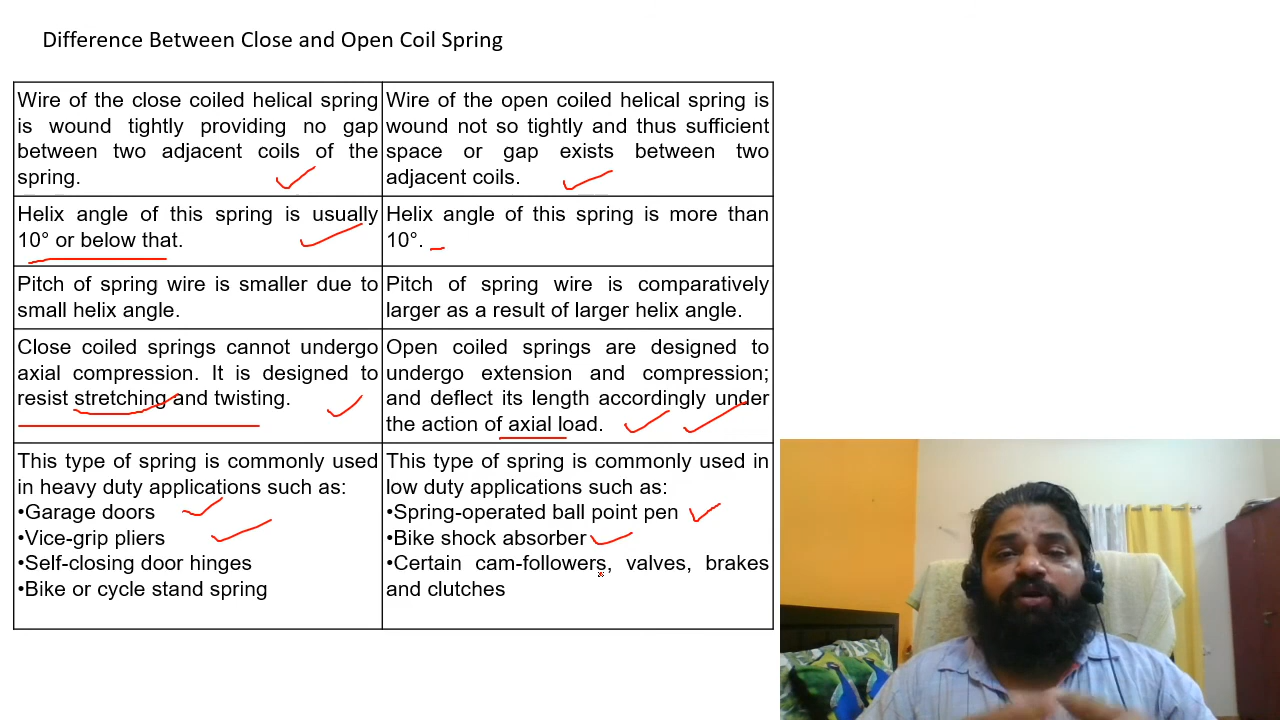 Difference Between Close and Open Coil Spring
Wire of the close coiled helical spring
is wound tightly providing no gap
between two adjacent coils of the
spring.
Wire of the open coiled helical spring is
wound not so tightly and thus sufficient
space or gap exists between two
adjacent coils.
Helix angle of this spring is usually
10° or below that.
Helix angle of this spring is more than
10°.
Pitch of spring wire is smaller due to
small helix angle.
Pitch of spring wire is comparatively
larger as a result of larger helix angle.
Close coiled springs cannot undergo
axial compression. It is designed to
resist stretching and twisting.
Open coiled springs are designed to
undergo extension and compression;
and deflect its length accordingly under
the action of axial load.
This type of spring is commonly used
in heavy duty applications such as:
•Garage doors
•Vice-grip pliers
•Self-closing door hinges
•Bike or cycle stand spring
This type of spring is commonly used in
low duty applications such as:
•Spring-operated ball point pen
•Bike shock absorber
•Certain cam-followers, valves, brakes
and clutches